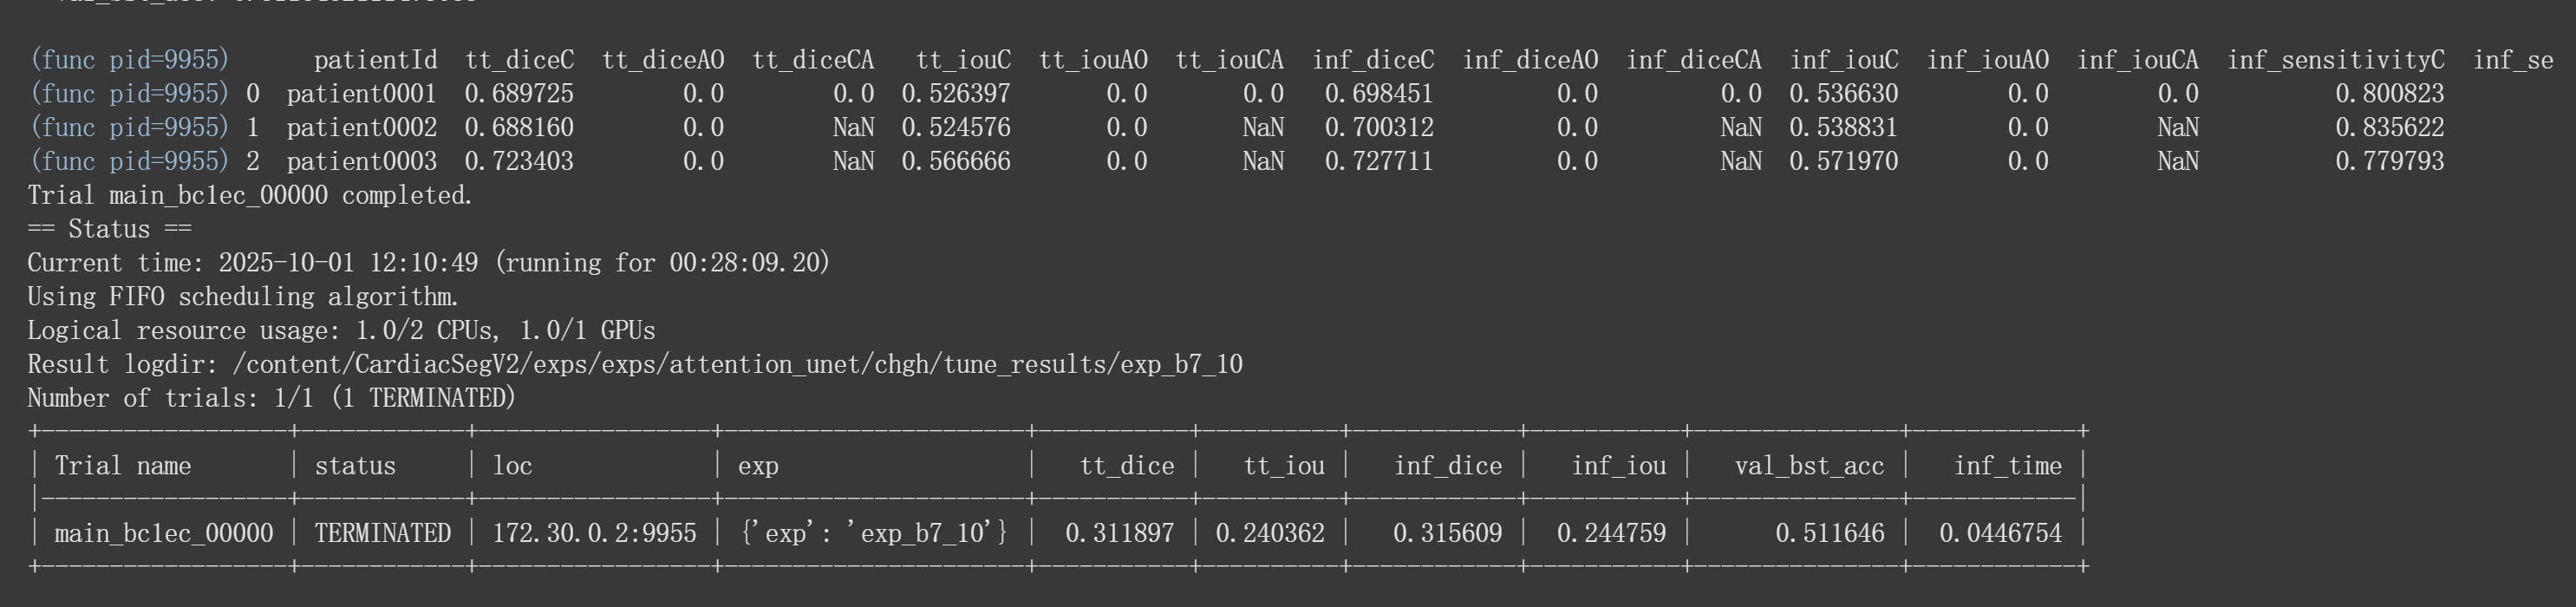 (func pid=9955)      patientId  tt_diceC  tt_diceAO  tt_diceCA   tt_iouC  tt_iouAO  tt_iouCA  inf_diceC  inf_diceAO  inf_diceCA  inf_iouC  inf_iouAO  inf_iouCA  inf_sensitivityC  inf_se
(func pid=9955) 0  patient0001  0.689725        0.0        0.0  0.526397       0.0       0.0   0.698451         0.0         0.0  0.536630        0.0        0.0          0.800823
(func pid=9955) 1  patient0002  0.688160        0.0        NaN  0.524576       0.0       NaN   0.700312         0.0         NaN  0.538831        0.0        NaN          0.835622
(func pid=9955) 2  patient0003  0.723403        0.0        NaN  0.566666       0.0       NaN   0.727711         0.0         NaN  0.571970        0.0        NaN          0.779793
Trial main_bc1ec_00000 completed.
== Status ==
Current time: 2025-10-01 12:10:49 (running for 00:28:09.20)
Using FIFO scheduling algorithm.
Logical resource usage: 1.0/2 CPUs, 1.0/1 GPUs
Result logdir: /content/CardiacSegV2/exps/exps/attention_unet/chgh/tune_results/exp_b7_10
Number of trials: 1/1 (1 TERMINATED)
+------------------+------------+-----------------+----------------------+-----------+----------+------------+-----------+---------------+------------+
| Trial name       | status     | loc             | exp                  |   tt_dice |   tt_iou |   inf_dice |   inf_iou |   val_bst_acc |   inf_time |
|------------------+------------+-----------------+----------------------+-----------+----------+------------+-----------+---------------+------------|
| main_bc1ec_00000 | TERMINATED | 172.30.0.2:9955 | {'exp': 'exp_b7_10'} |  0.311897 | 0.240362 |   0.315609 |  0.244759 |      0.511646 |  0.0446754 |
+------------------+------------+-----------------+----------------------+-----------+----------+------------+-----------+---------------+------------+